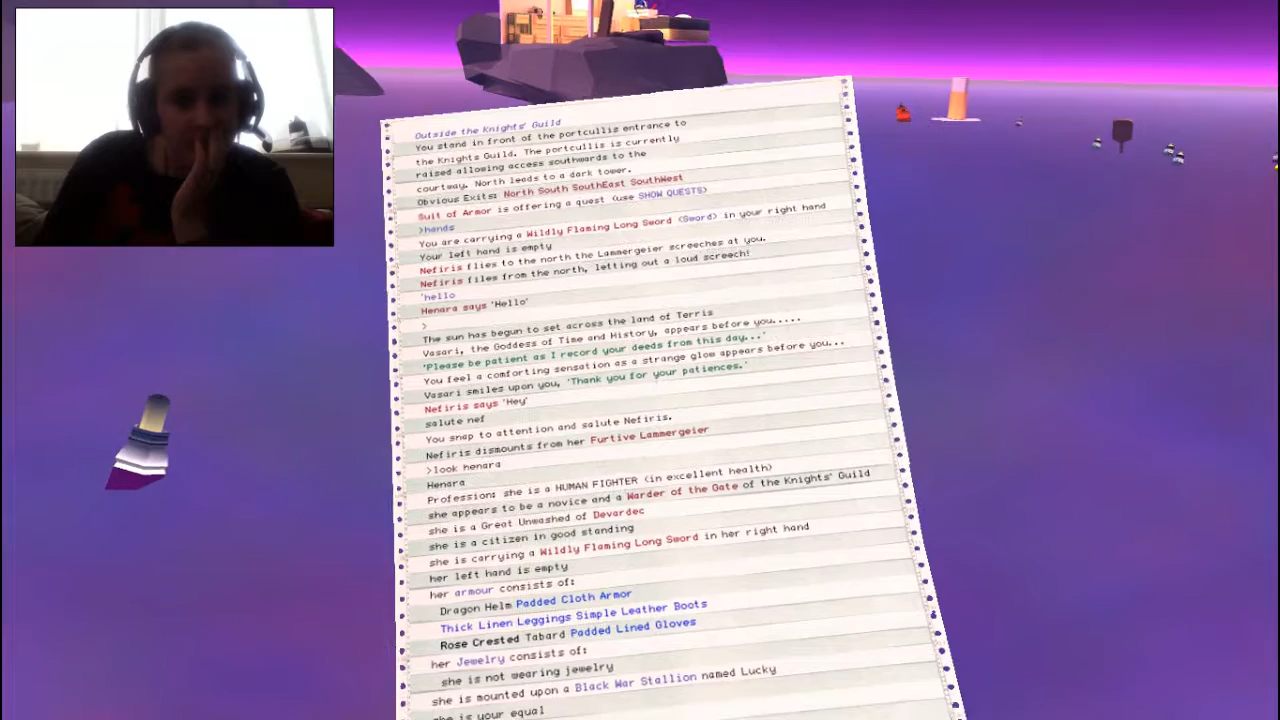 Outside the Knights' Guild
You stand in front of the portcullis entrance to
the Knights Guild. The portcullis is currently
raised allowing access southwards to the
courtway. North leads to a dark tower.
Obvious Exits: North South SouthEast SouthWest
Suit of Armor is offering a quest (use SHOW QUESTS)
>hands
You are carrying a Wildly Flaming Long Sword (Sword) in your right hand
Your left hand is empty
Nefiris flies to the north the Lammergeier screeches at you.
Nefiris files from the north, letting out a loud screech!
'hello
Henara says 'Hello'
>
The sun has begun to set across the land of Terris
Vasari, the Goddess of Time and History, appears before you.....
'Please be patient as I record your deeds from this day...'
You feel a comforting sensation as a strange glow appears before you...
Vasari smiles upon you, 'Thank you for your patiences.'
Nefiris says 'Hey'
salute nef
You snap to attention and salute Nefiris.
Nefiris dismounts from her Furtive Lammergeier
>look henara
Henara
Profession: she is a HUMAN FIGHTER (in excellent health)
she appears to be a novice and a Warder of the Gate of the Knights' Guild
she is a Great Unwashed of Devardec
she is a citizen in good standing
she is carrying a Wildly Flaming Long Sword in her right hand
her left hand is empty
her armour consists of:
Dragon Helm Padded Cloth Armor
Thick Linen Leggings Simple Leather Boots
Rose Crested Tabard Padded Lined Gloves
her Jewelry consists of:
she is not wearing jewelry
she is mounted upon a Black War Stallion named Lucky
she is your equal